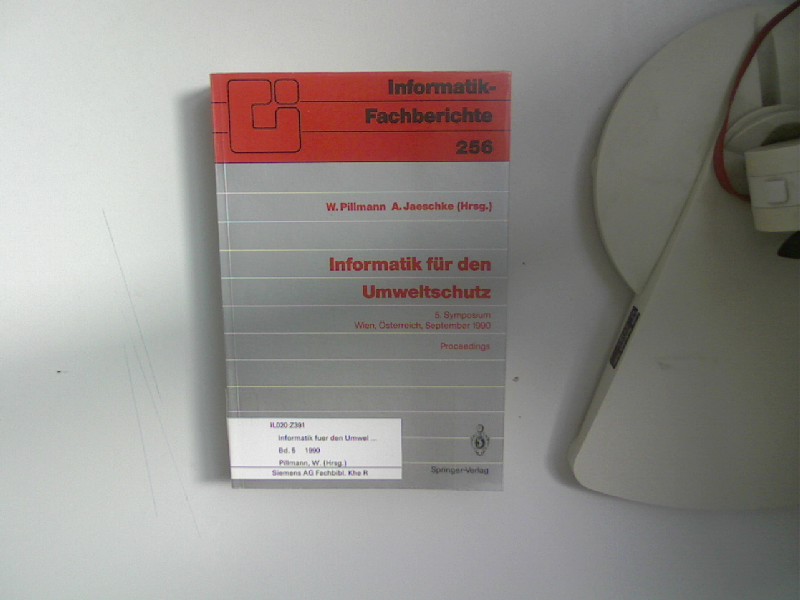 Informatik-
Fachberichte
256
W. Pillmann A. Jaeschke (Hrsg.)
Informatik für den
Umweltschutz
5. Symposium
Wien, Österreich, September 1990
Proceedings
IL020-Z391
Informatik fuer den Umwel ...
Bd. 5 1990
Pillmann, W. (Hrsg.)
Siemens AG Fachbibl. Khe R
Springer-Verlag